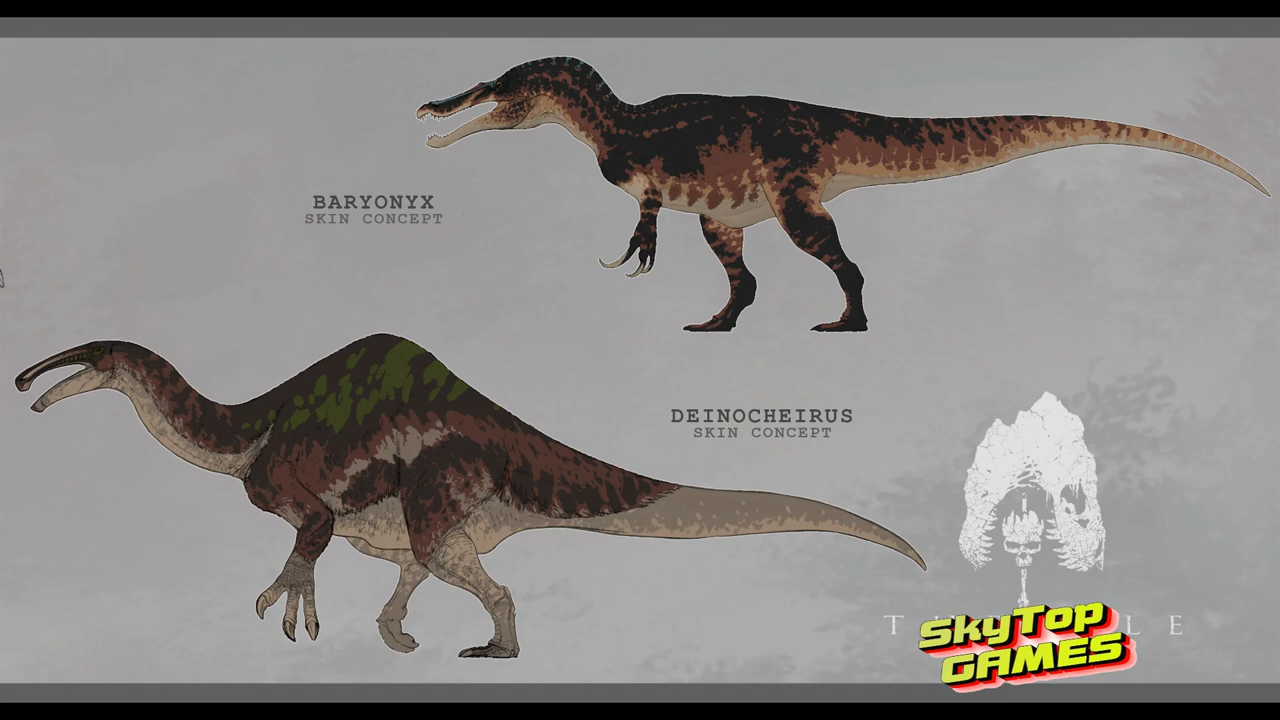 BARYONYX
SKIN CONCEPT
DEINOCHEIRUS
SKIN CONCEPT
SkyTop
GAMES